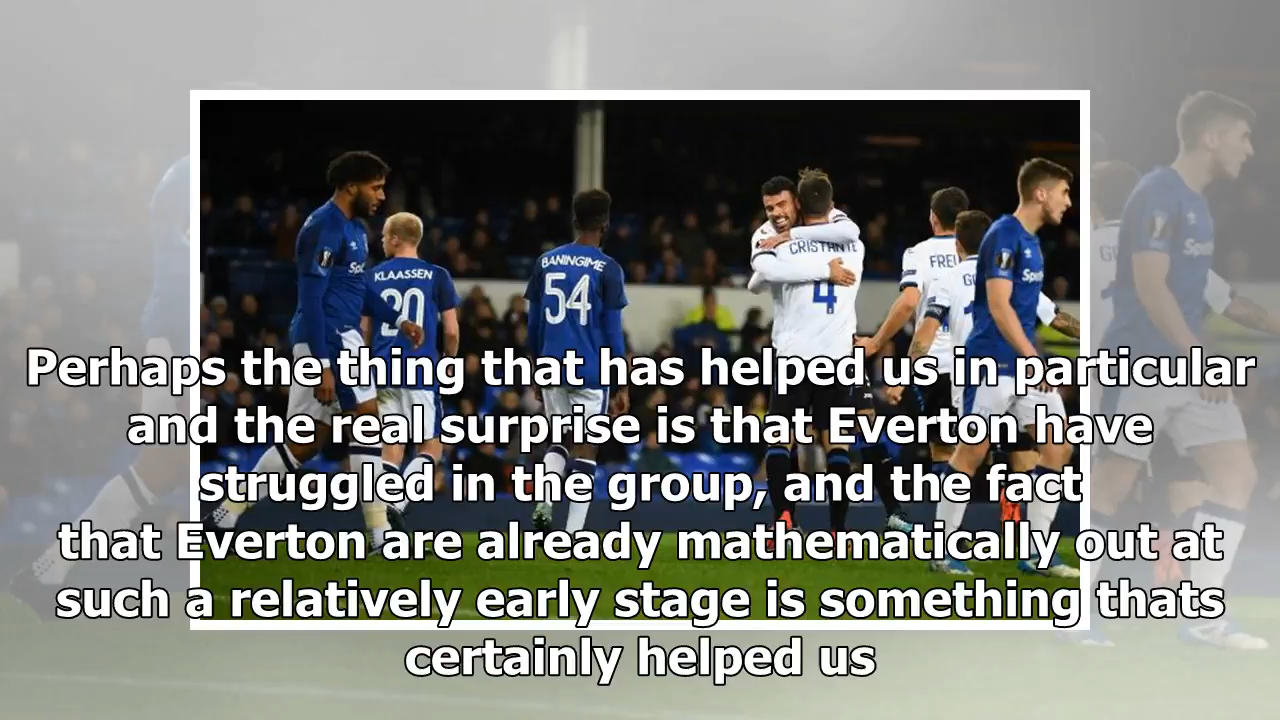 KLAASSEN
20
BANINGIME
54
CRISTANTE
4
Perhaps the thing that has helped us in particular
and the real surprise is that Everton have
struggled in the group, and the fact
that Everton are already mathematically out at
such a relatively early stage is something thats
certainly helped us